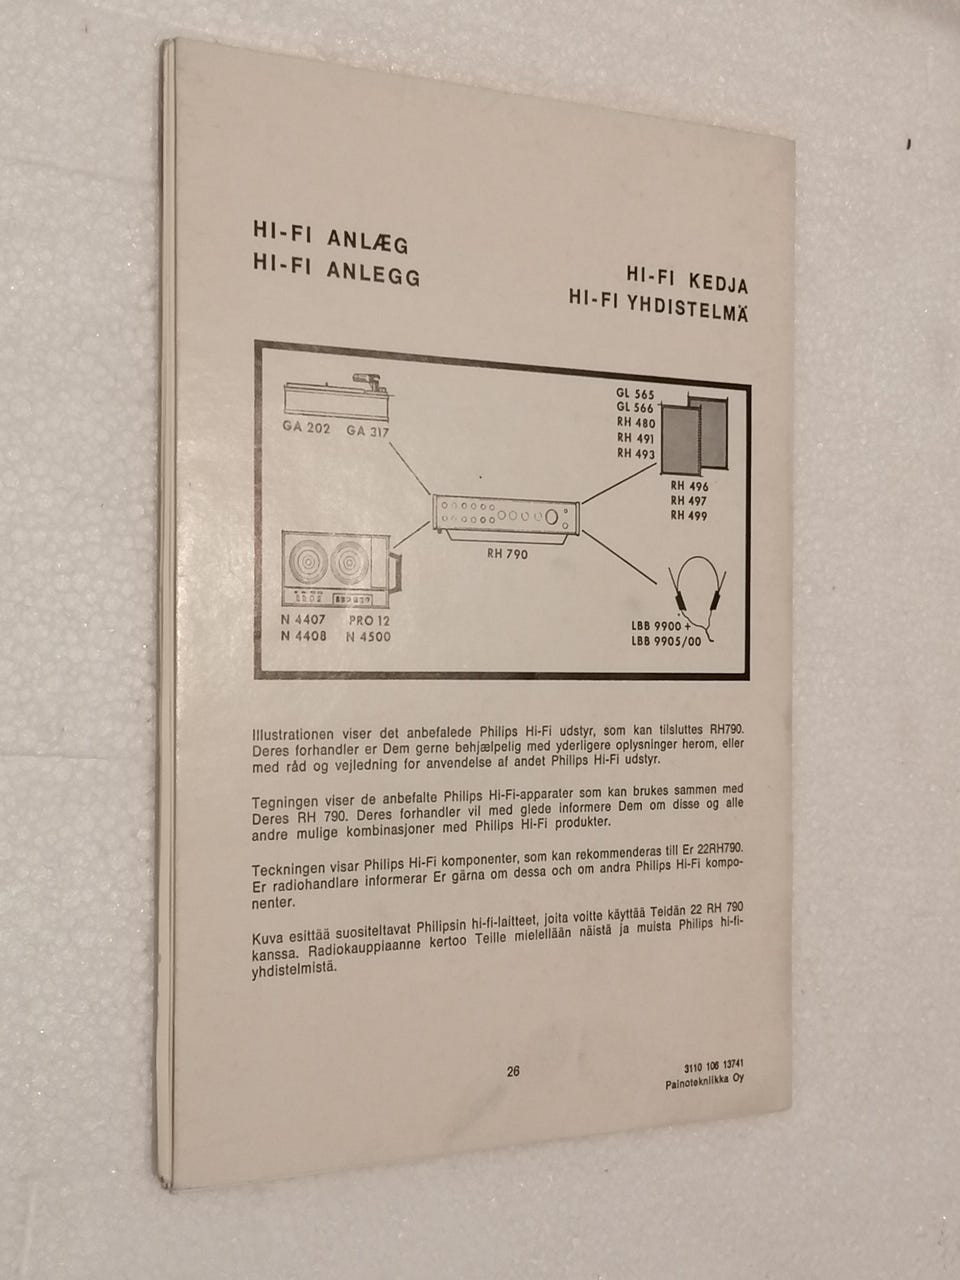 HI-FI ANLÆG
HI-FI ANLEGG
HI-FI KEDJA
HI-FI YHDISTELMÄ
GA 202 GA 317
GL 565
GL 566
RH 480
RH 491
RH 493
RH 496
RH 497
RH 499
RH 790
N 4407 PRO 12
N 4408 N 4500
LBB 9900 +
LBB 9905/00
Illustrationen viser det anbefalede Philips Hi-Fi udstyr, som kan tilsluttes RH790.
Deres forhandler er Dem gerne behjælpelig med yderligere oplysninger herom, eller
med råd og vejledning for anvendelse af andet Philips Hi-Fi udstyr.
Tegningen viser de anbefalte Philips Hi-Fi-apparater som kan brukes sammen med
Deres RH 790. Deres forhandler vil med glede informere Dem om disse og alle
andre mulige kombinasjoner med Philips Hi-Fi produkter.
Teckningen visar Philips Hi-Fi komponenter, som kan rekommenderas till Er 22RH790.
Er radiohandlare informerar Er gärna om dessa och om andra Philips Hi-Fi kompo-
nenter.
Kuva esittää suositeltavat Philipsin hi-fi-laitteet, joita voitte käyttää Teidän 22 RH 790
kanssa. Radiokauppiaanne kertoo Teille mielellään näistä ja muista Philips hi-fi-
yhdistelmistä.
26
3110 106 13741
Painotekniikka Oy